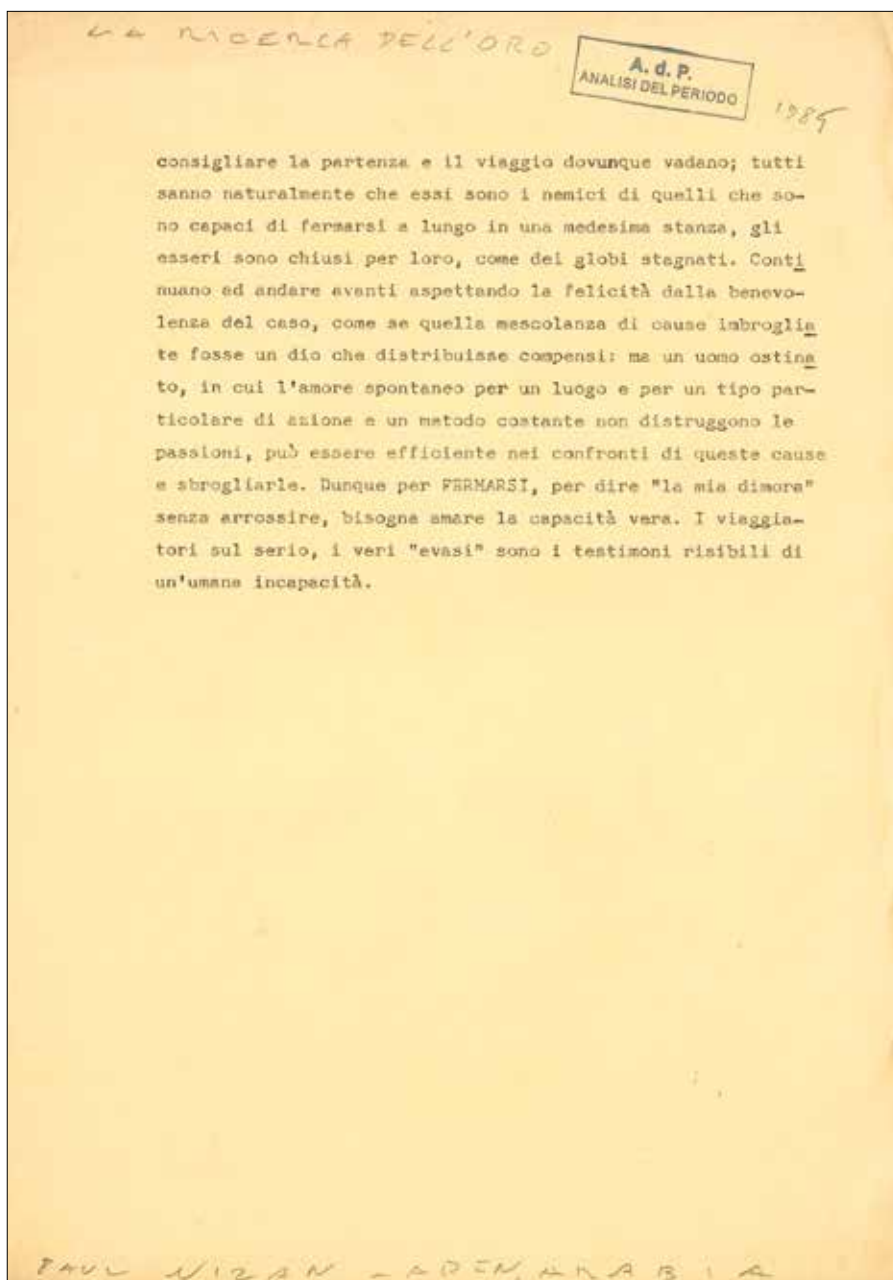 LA RICERCA DELL'ORO
A. d. P.
ANALISI DEL PERIODO
1985
consigliare la partenza e il viaggio dovunque vadano; tutti
sanno naturalmente che essi sono i nemici di quelli che so-
no capaci di fermarsi a lungo in una medesima stanza, gli
esseri sono chiusi per loro, come dei globi stagnati. Conti
nuano ad andare avanti aspettando la felicità dalla benevo-
lenza del caso, come se quella mescolanza di cause imbroglia
te fosse un dio che distribuisse compensi: ma un uomo ostina
to, in cui l'amore spontaneo per un luogo e per un tipo par-
ticolare di azione e un metodo costante non distruggono le
passioni, può essere efficiente nei confronti di queste cause
e sbrogliarle. Dunque per FERMARSI, per dire "la mia dimora"
senza arrossire, bisogna amare la capacità vera. I viaggia-
tori sul serio, i veri "evasi" sono i testimoni risibili di
un'umana incapacità.
PAUL NIZAN - ADEN, ARABIA